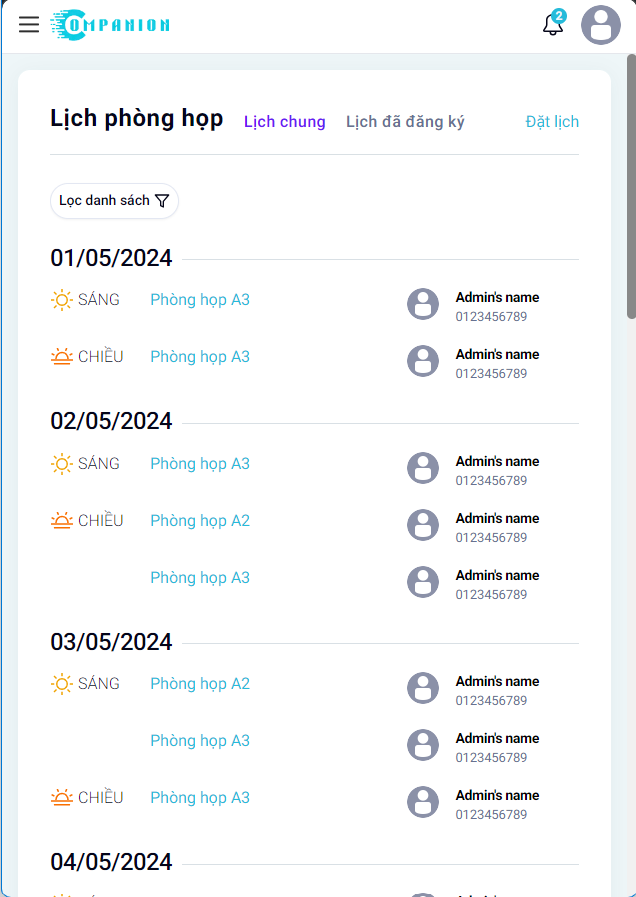 COMPANION
2
Lịch phòng họp Lịch chung Lịch đã đăng ký Đặt lịch
Lọc danh sách
01/05/2024
SÁNG Phòng họp A3 Admin's name
0123456789
CHIỀU Phòng họp A3 Admin's name
0123456789
02/05/2024
SÁNG Phòng họp A3 Admin's name
0123456789
CHIỀU Phòng họp A2 Admin's name
0123456789
Phòng họp A3 Admin's name
0123456789
03/05/2024
SÁNG Phòng họp A2 Admin's name
0123456789
Phòng họp A3 Admin's name
0123456789
CHIỀU Phòng họp A3 Admin's name
0123456789
04/05/2024